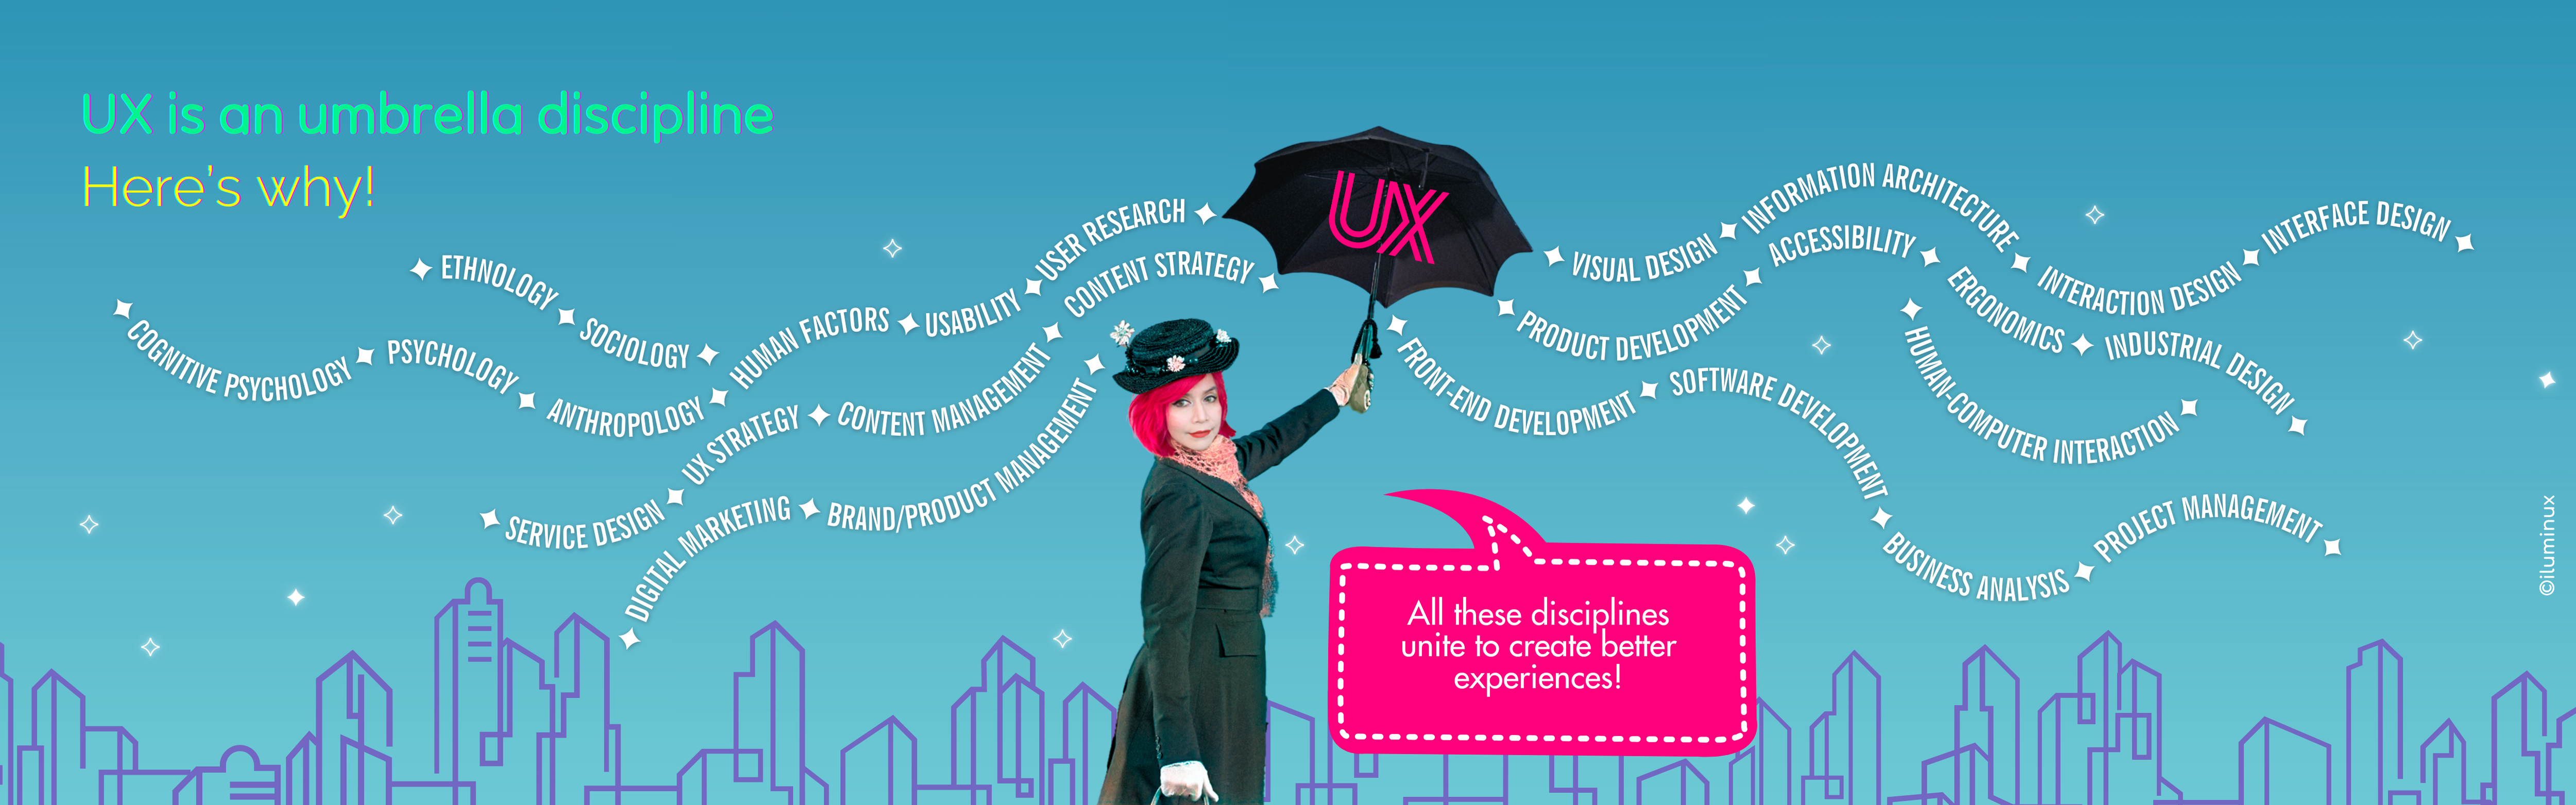 UX is an umbrella discipline
Here's why!
ETHNOLOGY
SOCIOLOGY
COGNITIVE PSYCHOLOGY
PSYCHOLOGY
ANTHROPOLOGY
HUMAN FACTORS
USABILITY
USER RESEARCH
SERVICE DESIGN
UX STRATEGY
CONTENT MANAGEMENT
CONTENT STRATEGY
DIGITAL MARKETING
BRAND/PRODUCT MANAGEMENT
UX
VISUAL DESIGN
INFORMATION ARCHITECTURE
INTERACTION DESIGN
INTERFACE DESIGN
PRODUCT DEVELOPMENT
ACCESSIBILITY
ERGONOMICS
INDUSTRIAL DESIGN
HUMAN-COMPUTER INTERACTION
FRONT-END DEVELOPMENT
SOFTWARE DEVELOPMENT
BUSINESS ANALYSIS
PROJECT MANAGEMENT
All these disciplines
unite to create better
experiences!
©iluminux